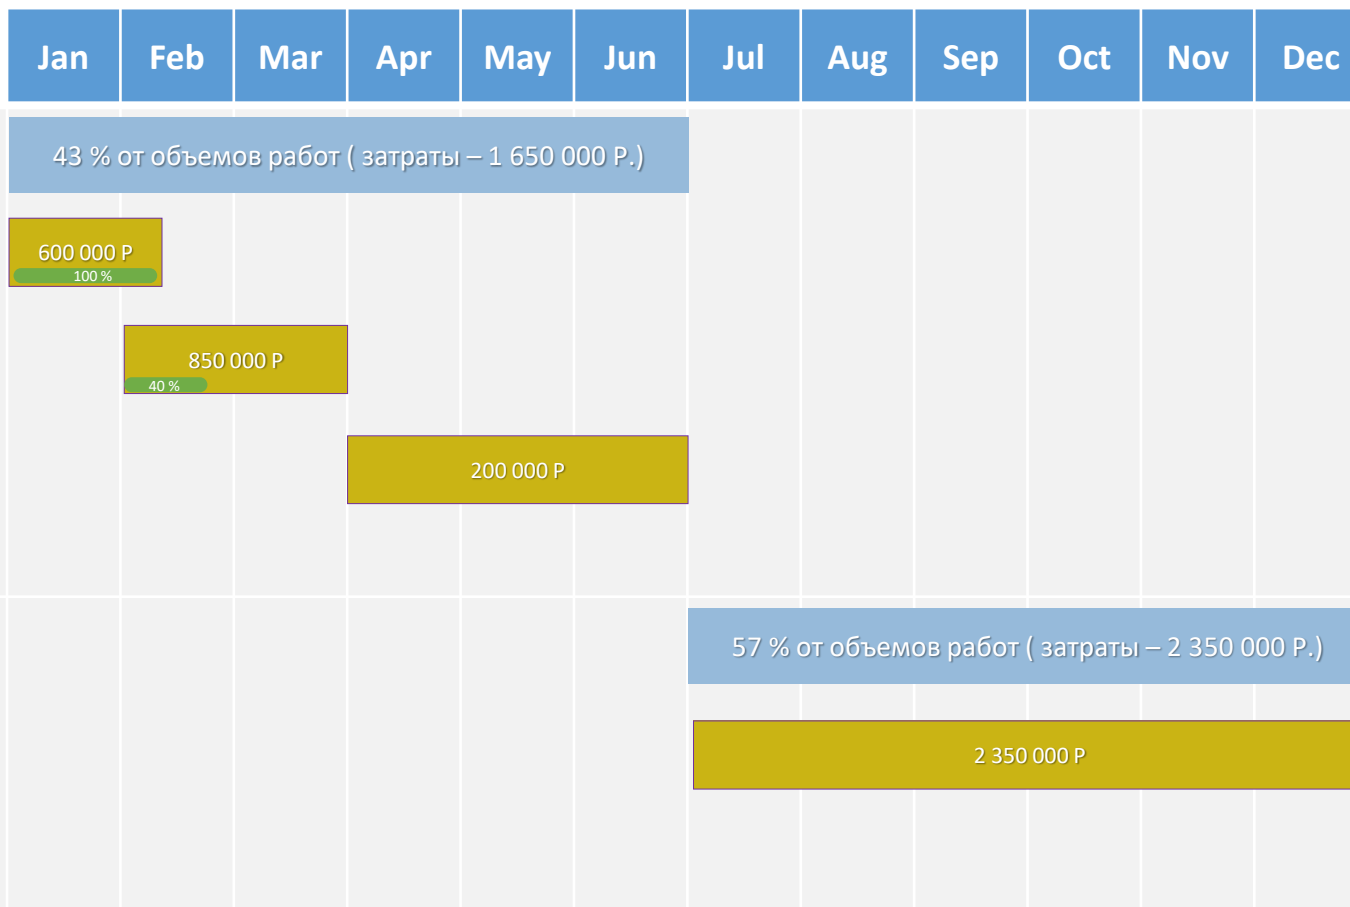 Jan Feb Mar Apr May Jun Jul Aug Sep Oct Nov Dec
43 % от объемов работ ( затраты – 1 650 000 Р.)
600 000 Р
100 %
850 000 Р
40 %
200 000 Р
57 % от объемов работ ( затраты – 2 350 000 Р.)
2 350 000 Р